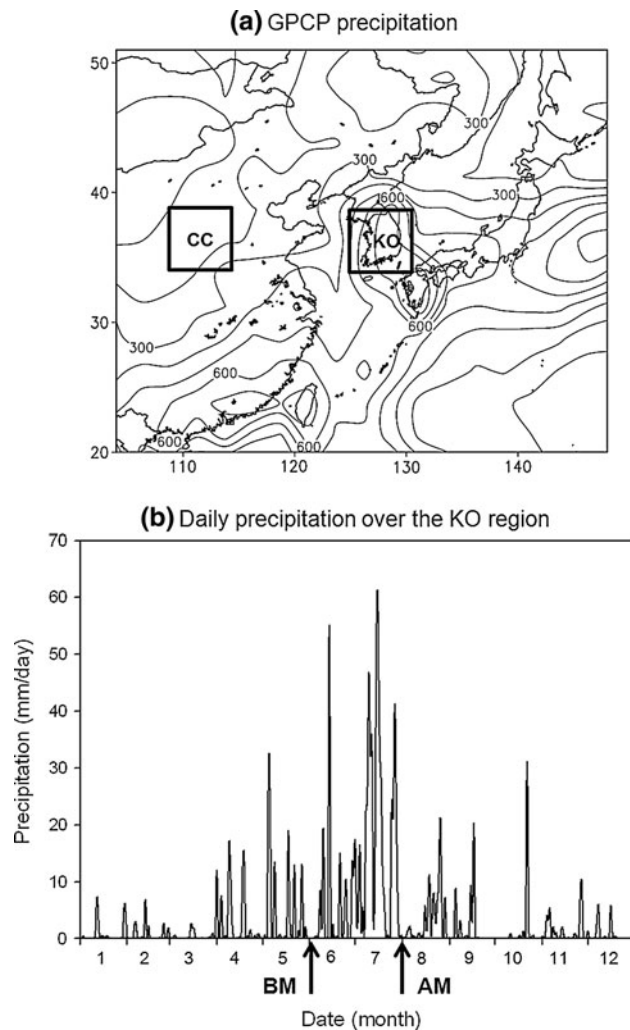 (a) GPCP precipitation
50
40
30
20
110 120 130 140
300
300
600
300
CC
KO
300
600
600
600
600
(b) Daily precipitation over the KO region
Precipitation (mm/day)
70
60
50
40
30
20
10
0
1 2 3 4 5 6 7 8 9 10 11 12
BM AM
Date (month)